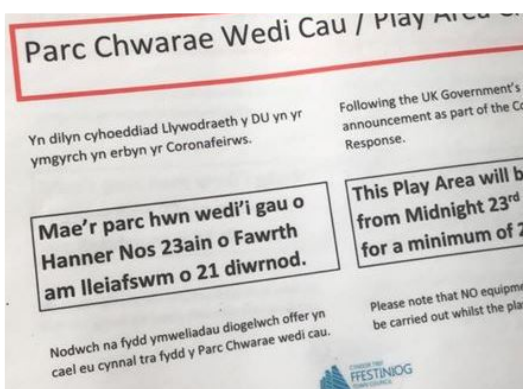 Parc Chwarae Wedi Cau / Play Area
Yn dilyn cyhoeddiad Llywodraeth y DU yn yr
ymgyrch yn erbyn yr Coronafeirws.
Mae'r parc hwn wedi'i gau o
Hanner Nos 23ain o Fawrth
am lleiafswm o 21 diwrnod.
Nodwch na fydd ymweliadau diogelwch offer yn
cael eu cynnal tra fydd y Parc Chwarae wedi cau.
Following the UK Government's
announcement as part of the
Response.
This Play Area will
from Midnight 23rd
for a minimum of
Please note that NO
be carried out whilst the
FFESTINIOG